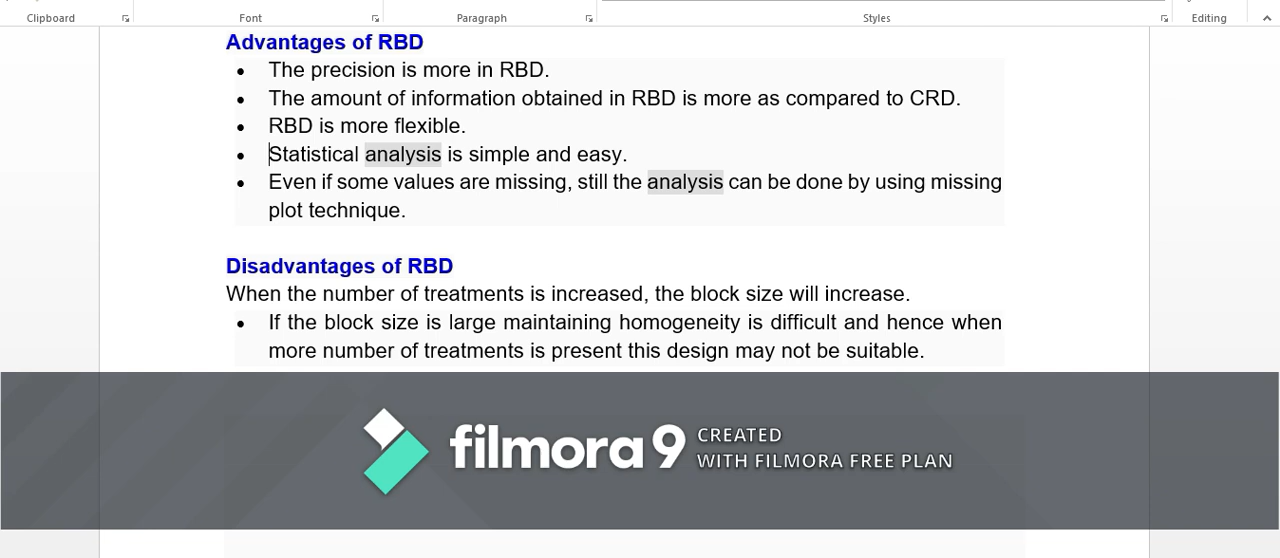 Clipboard Font Paragraph Styles Editing
Advantages of RBD
• The precision is more in RBD.
• The amount of information obtained in RBD is more as compared to CRD.
• RBD is more flexible.
• Statistical analysis is simple and easy.
• Even if some values are missing, still the analysis can be done by using missing
plot technique.
Disadvantages of RBD
When the number of treatments is increased, the block size will increase.
• If the block size is large maintaining homogeneity is difficult and hence when
more number of treatments is present this design may not be suitable.
filmora 9
CREATED
WITH FILMORA FREE PLAN